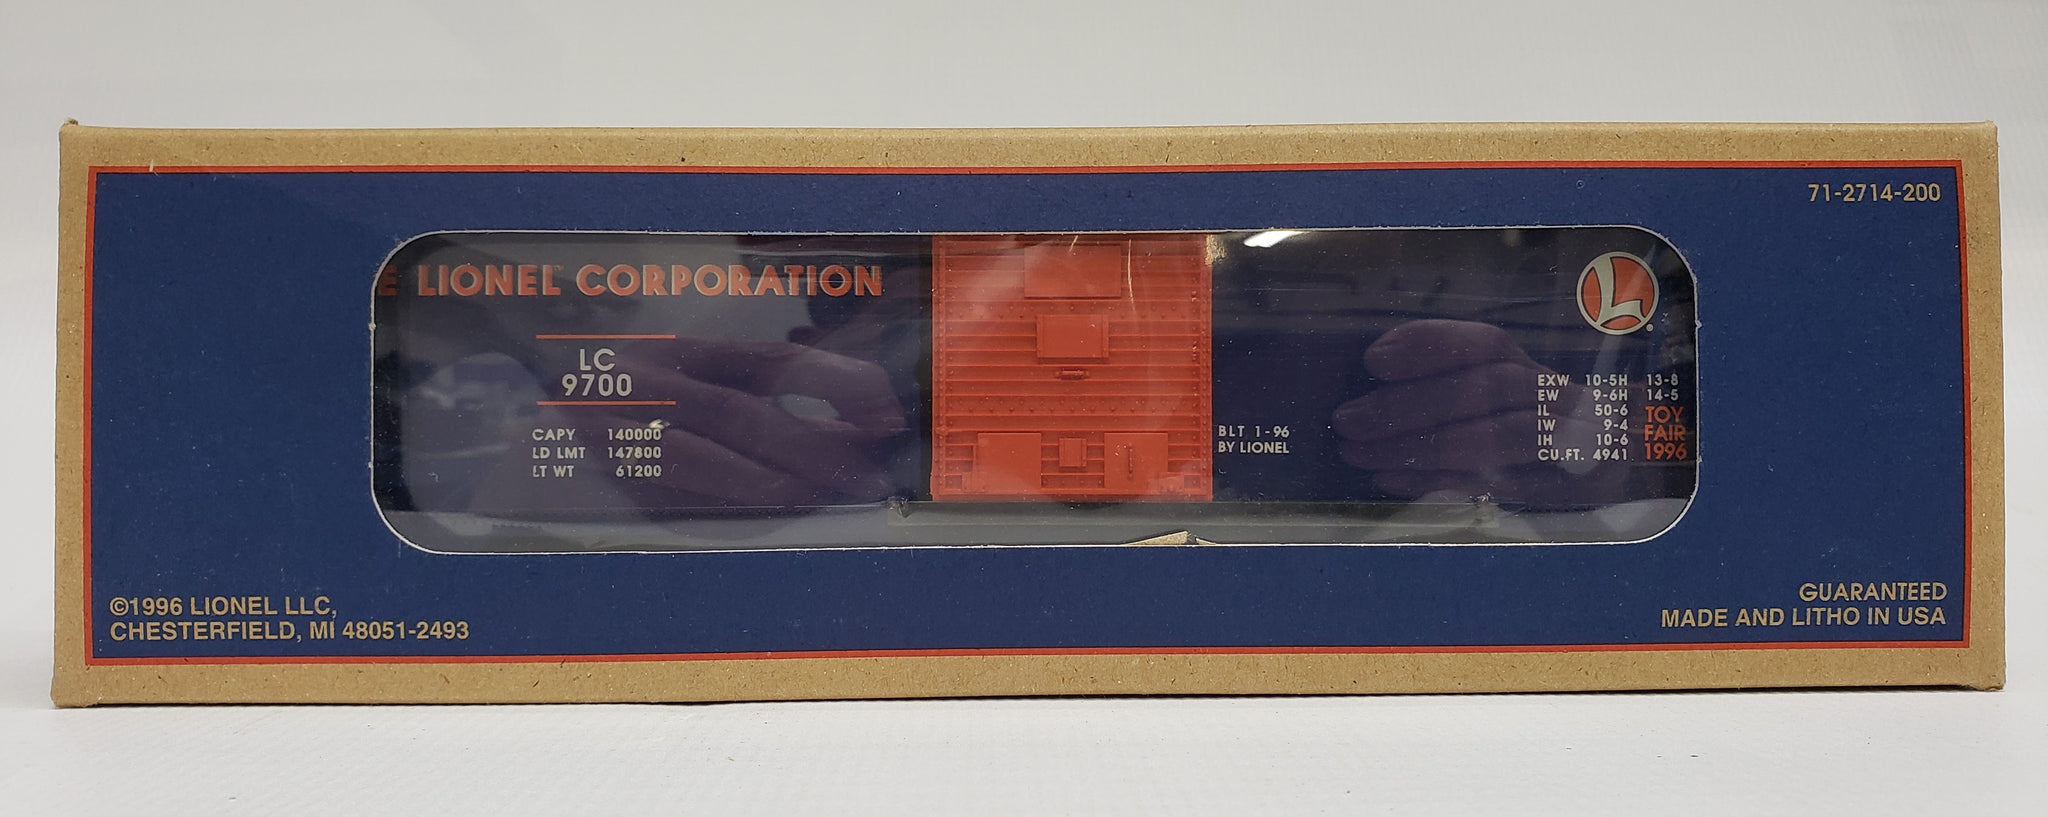 71-2714-200
E LIONEL CORPORATION
L
®
LC
9700
CAPY 140000
LD LMT 147800
LT WT 61200
BLT 1-96
BY LIONEL
EXW 10-5H 13-8
EW 9-6H 14-5
IL 50-6
IW 9-4
IH 10-6
CU.FT. 4941
TOY
FAIR
1996
©1996 LIONEL LLC,
CHESTERFIELD, MI 48051-2493
GUARANTEED
MADE AND LITHO IN USA